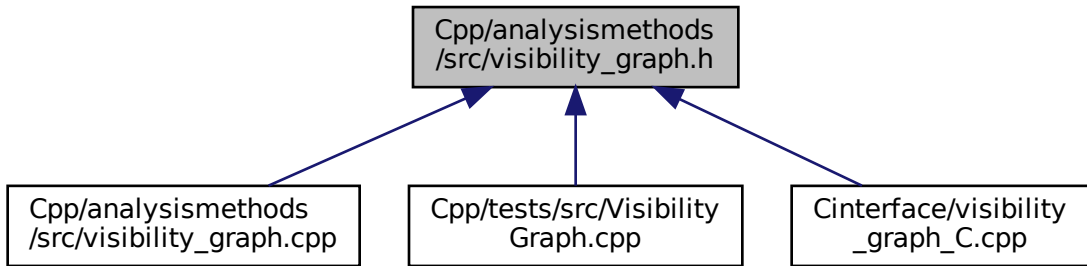 Cpp/analysismethods
/src/visibility_graph.h
Cpp/analysismethods
/src/visibility_graph.cpp
Cpp/tests/src/Visibility
Graph.cpp
Cinterface/visibility
_graph_C.cpp